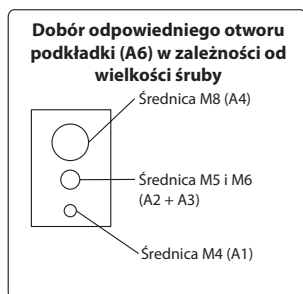 Dobór odpowiedniego otworu
podkładki (A6) w zależności od
wielkości śruby
Średnica M8 (A4)
Średnica M5 i M6
(A2 + A3)
Średnica M4 (A1)